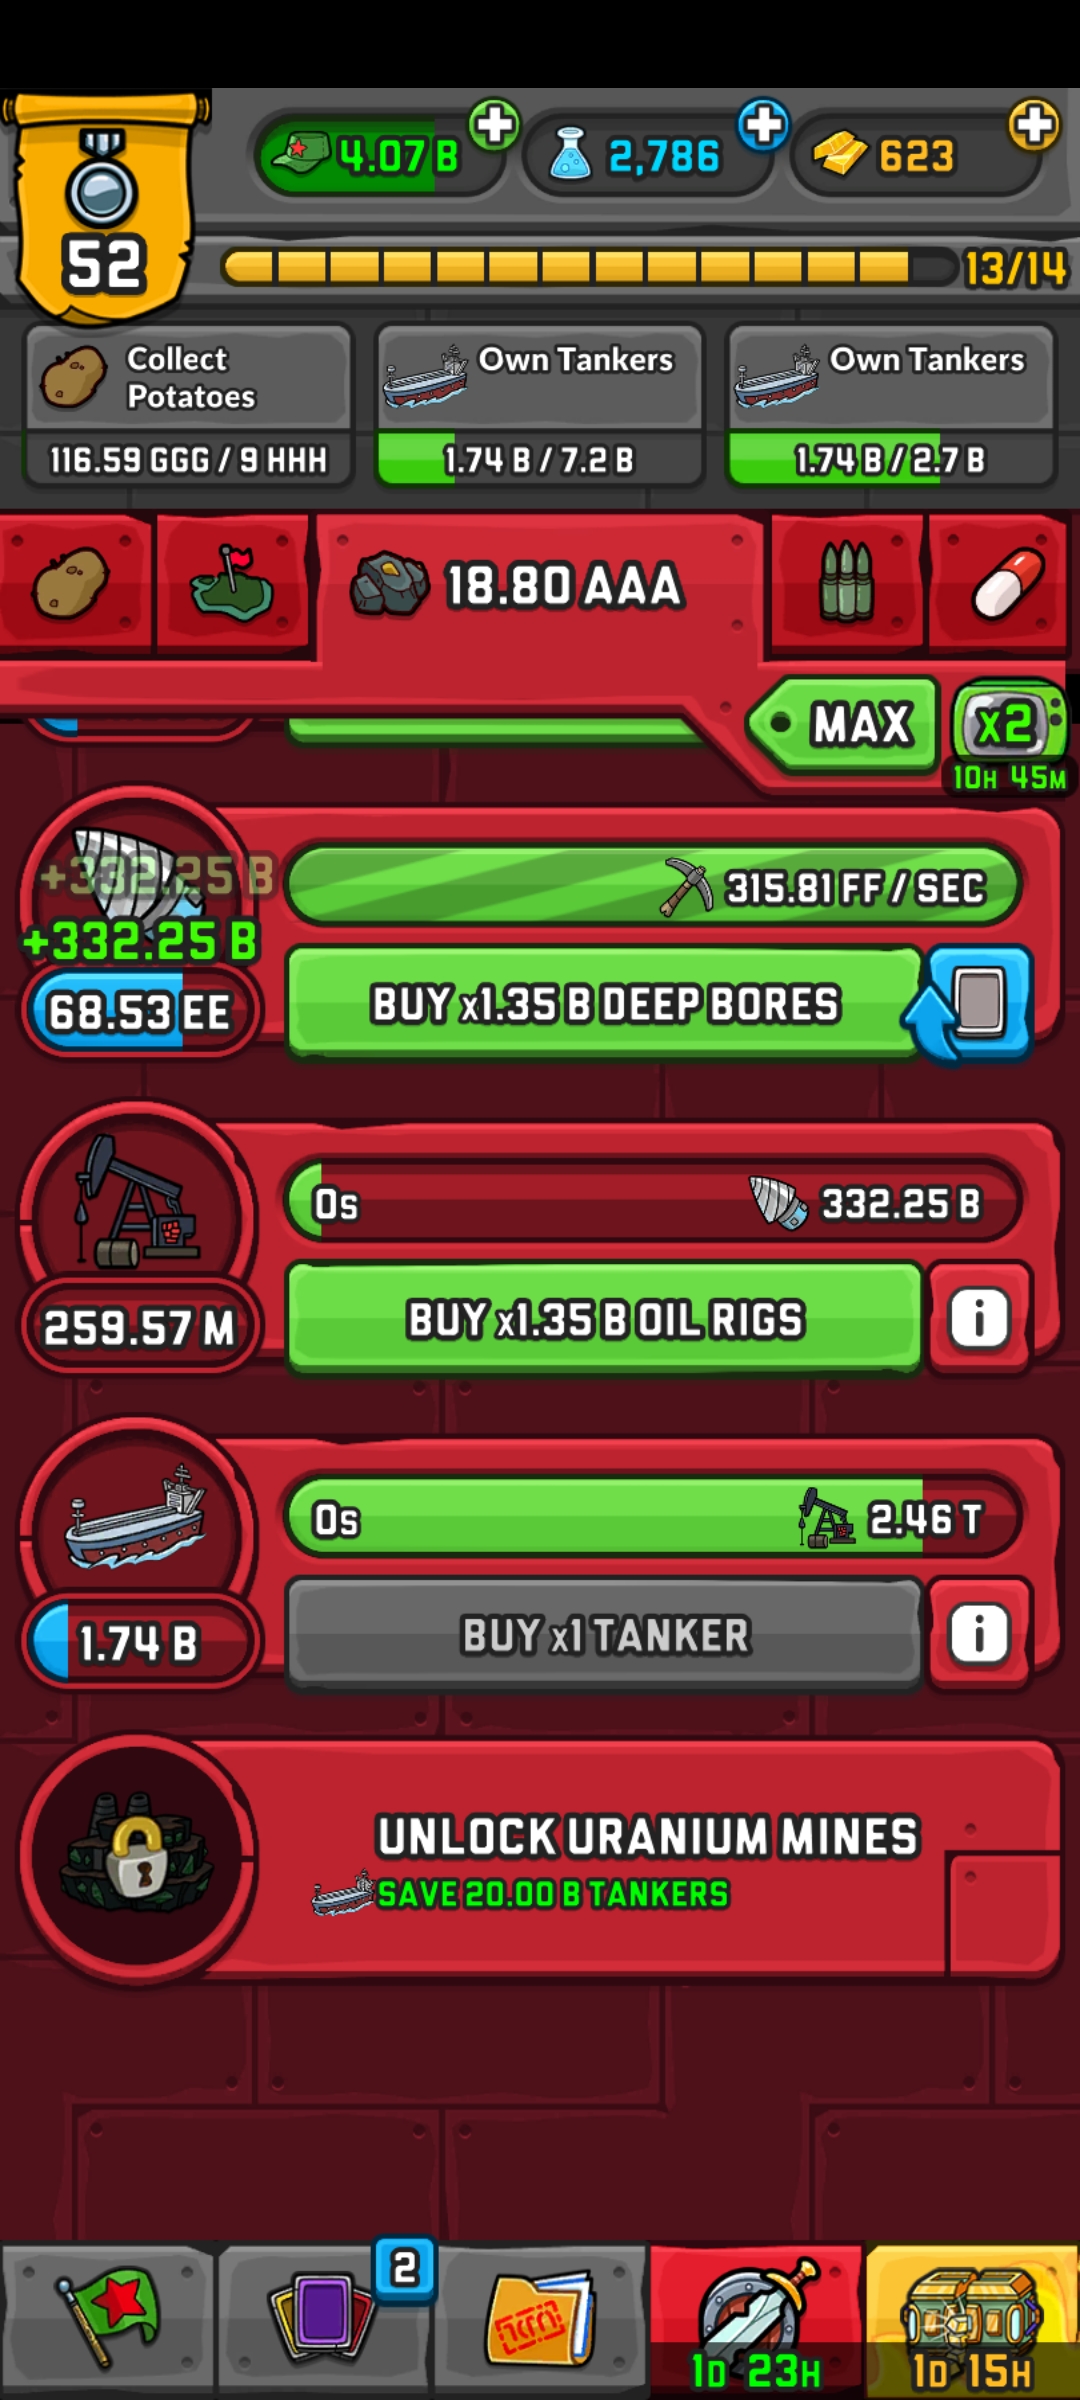 4.07 B
2,786
623
52
13/14
Collect
Potatoes
116.59 GGG / 9 HHH
Own Tankers
1.74 B / 7.2 B
Own Tankers
1.74 B / 2.7 B
18.80 AAA
MAX
x2
10H 45M
+332.25 B
+332.25 B
68.53 EE
315.81 FF / SEC
BUY x1.35 B DEEP BORES
0s
332.25 B
259.57 M
BUY x1.35 B OIL RIGS
i
0s
2.46 T
1.74 B
BUY x1 TANKER
i
UNLOCK URANIUM MINES
SAVE 20.00 B TANKERS
2
1D 23H
1D 15H